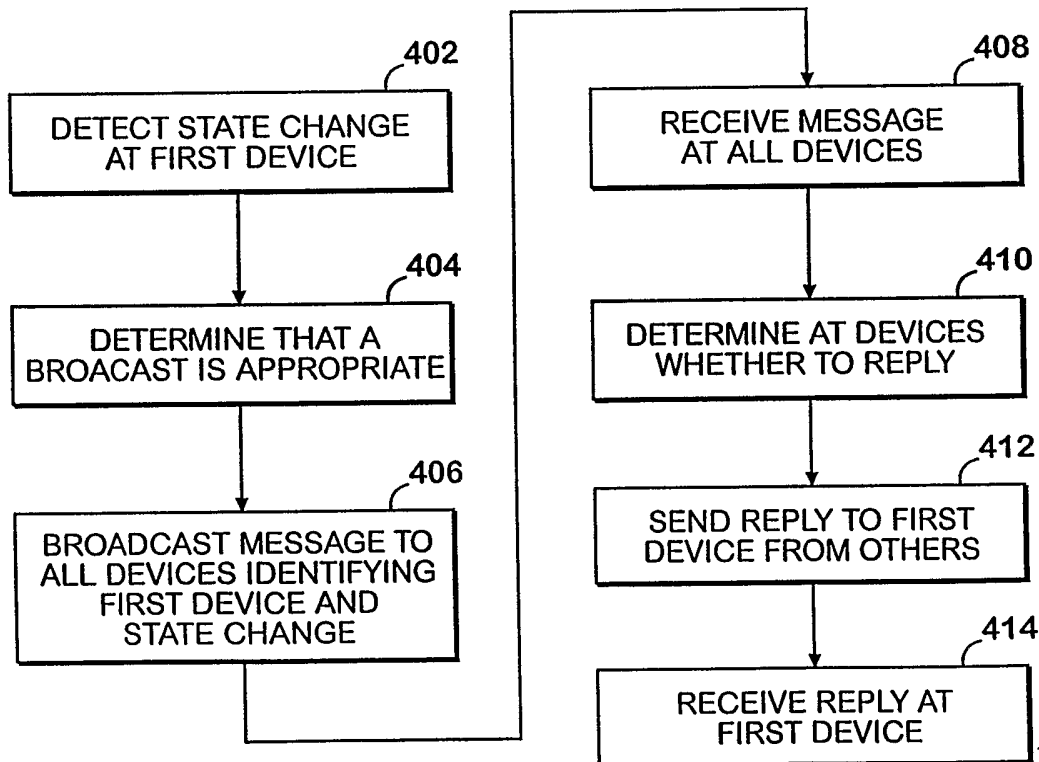 402
DETECT STATE CHANGE
AT FIRST DEVICE
404
DETERMINE THAT A
BROACAST IS APPROPRIATE
406
BROADCAST MESSAGE TO
ALL DEVICES IDENTIFYING
FIRST DEVICE AND
STATE CHANGE
408
RECEIVE MESSAGE
AT ALL DEVICES
410
DETERMINE AT DEVICES
WHETHER TO REPLY
412
SEND REPLY TO FIRST
DEVICE FROM OTHERS
414
RECEIVE REPLY AT
FIRST DEVICE